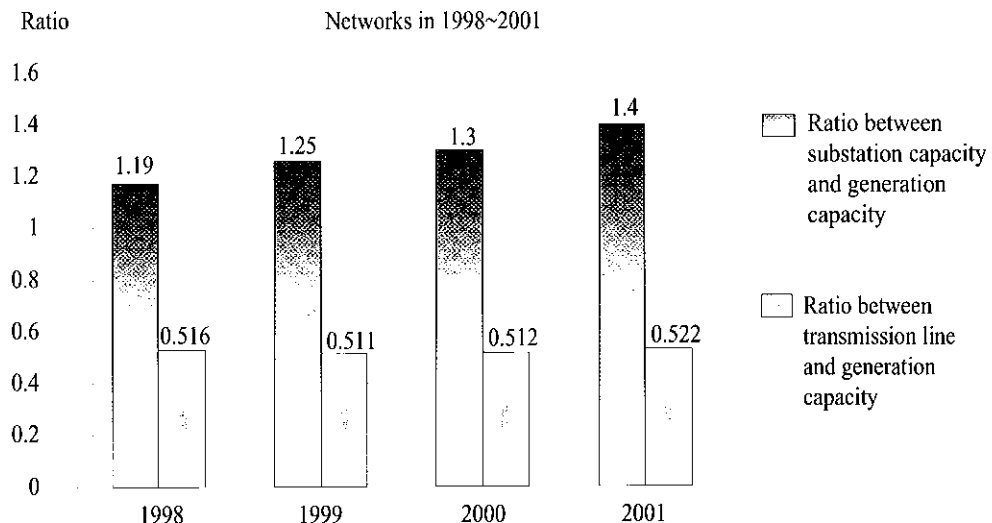 Ratio
Networks in 1998~2001
1.6
1.4
1.2
1
0.8
0.6
0.4
0.2
0
1.19
0.516
1.25
0.511
1.3
0.512
1.4
0.522
1998
1999
2000
2001
Ratio between
substation capacity
and generation
capacity
Ratio between
transmission line
and generation
capacity